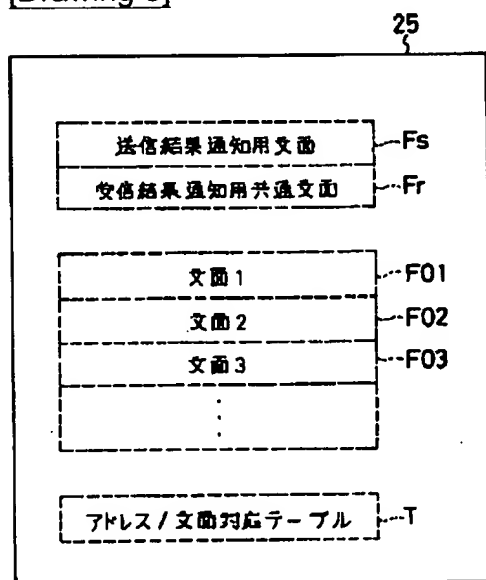 25
送信結果通知用文面 Fs
受信結果通知用共通文面 Fr
文面1 F01
文面2 F02
文面3 F03
アドレス/文面対応テーブル T